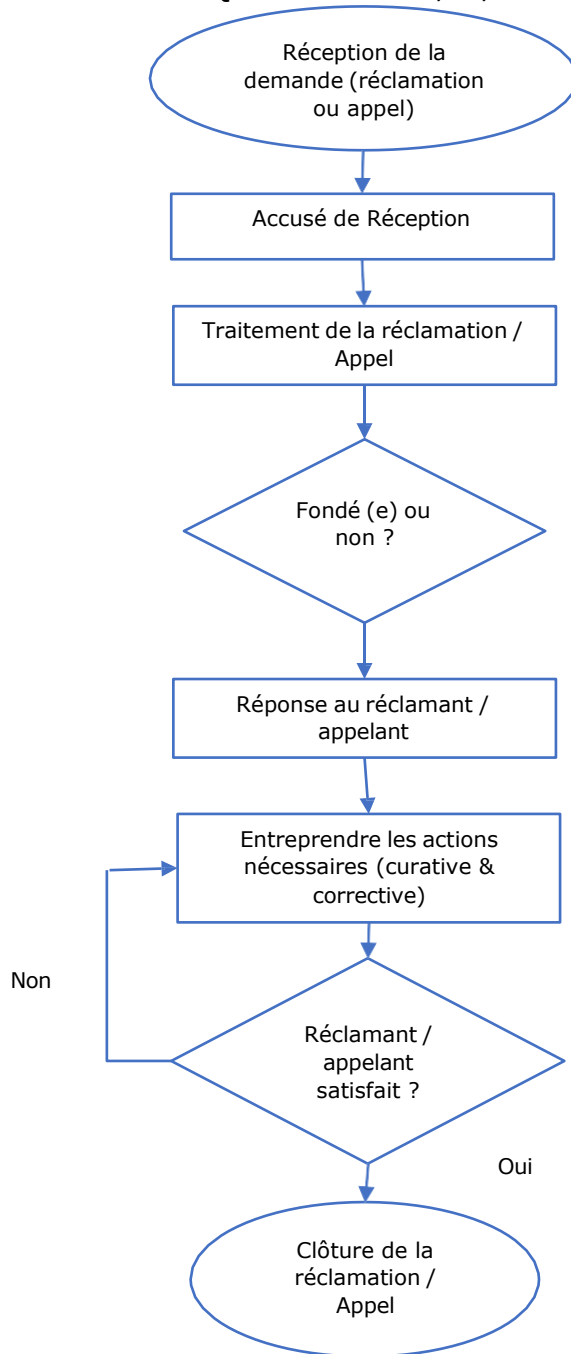 Réception de la
demande (réclamation
ou appel)
Accusé de Réception
Traitement de la réclamation /
Appel
Fondé (e) ou
non ?
Réponse au réclamant /
appelant
Entreprendre les actions
nécessaires (curative &
corrective)
Non
Réclamant /
appelant
satisfait ?
Oui
Clôture de la
réclamation /
Appel